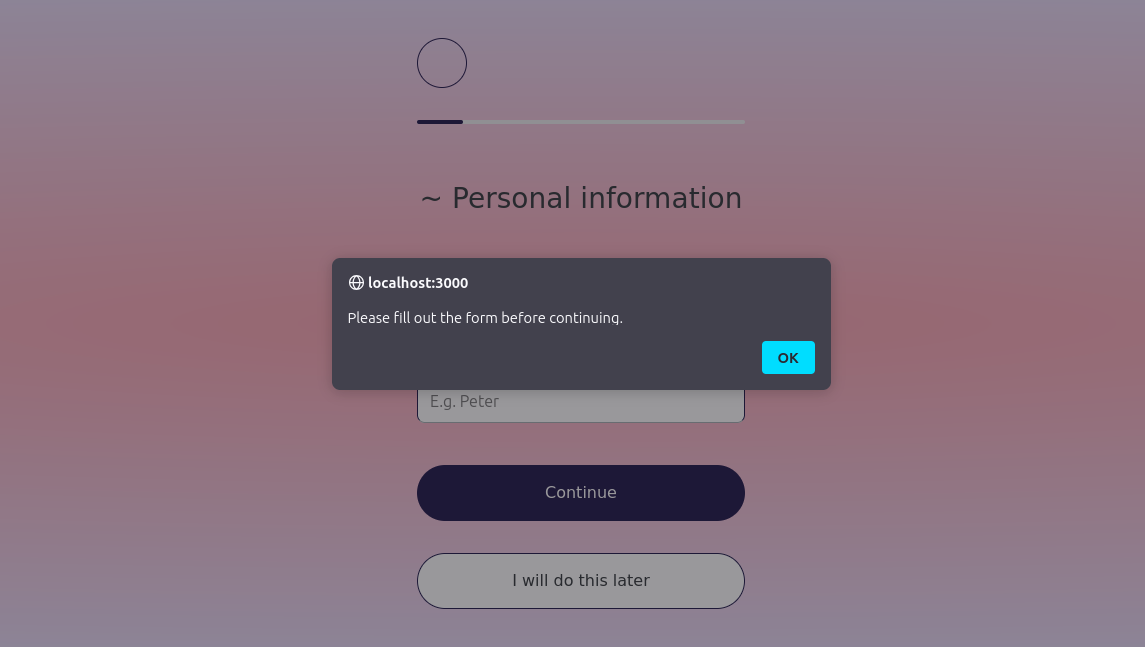 ~ Personal information
localhost:3000
Please fill out the form before continuing.
OK
E.g. Peter
Continue
I will do this later